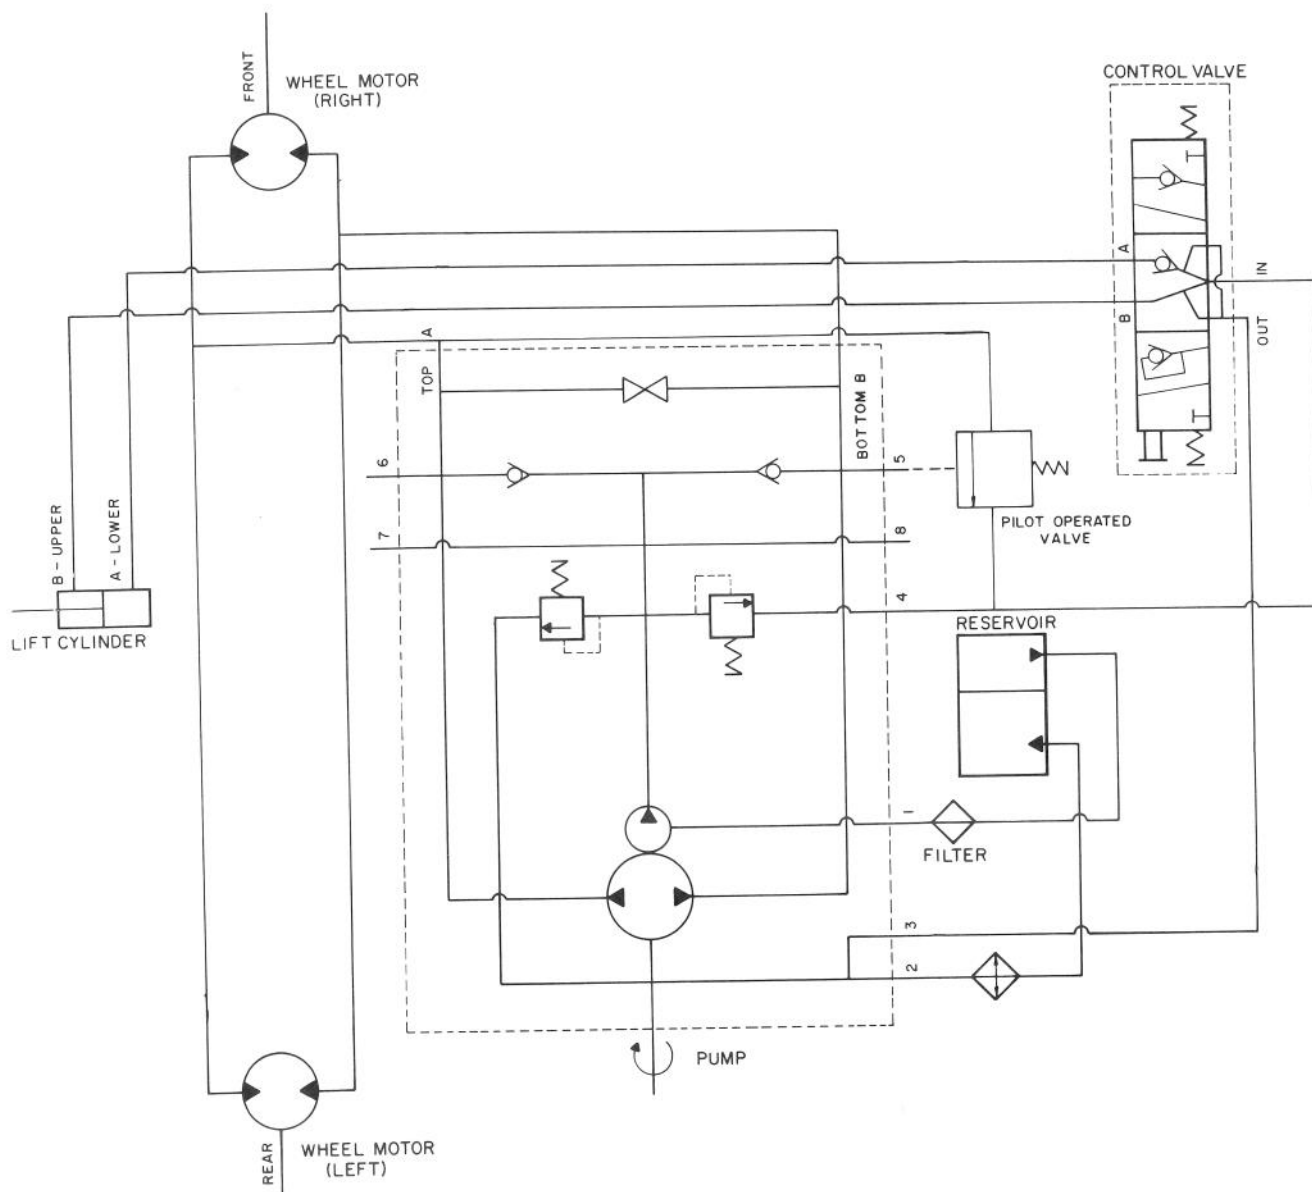 FRONT
WHEEL MOTOR
(RIGHT)
CONTROL VALVE
A
IN
B
OUT
A
TOP
BOTTOM B
6
5
7
8
PILOT OPERATED
VALVE
B - UPPER
A - LOWER
LIFT CYLINDER
4
RESERVOIR
1
FILTER
3
2
PUMP
REAR
WHEEL MOTOR
(LEFT)